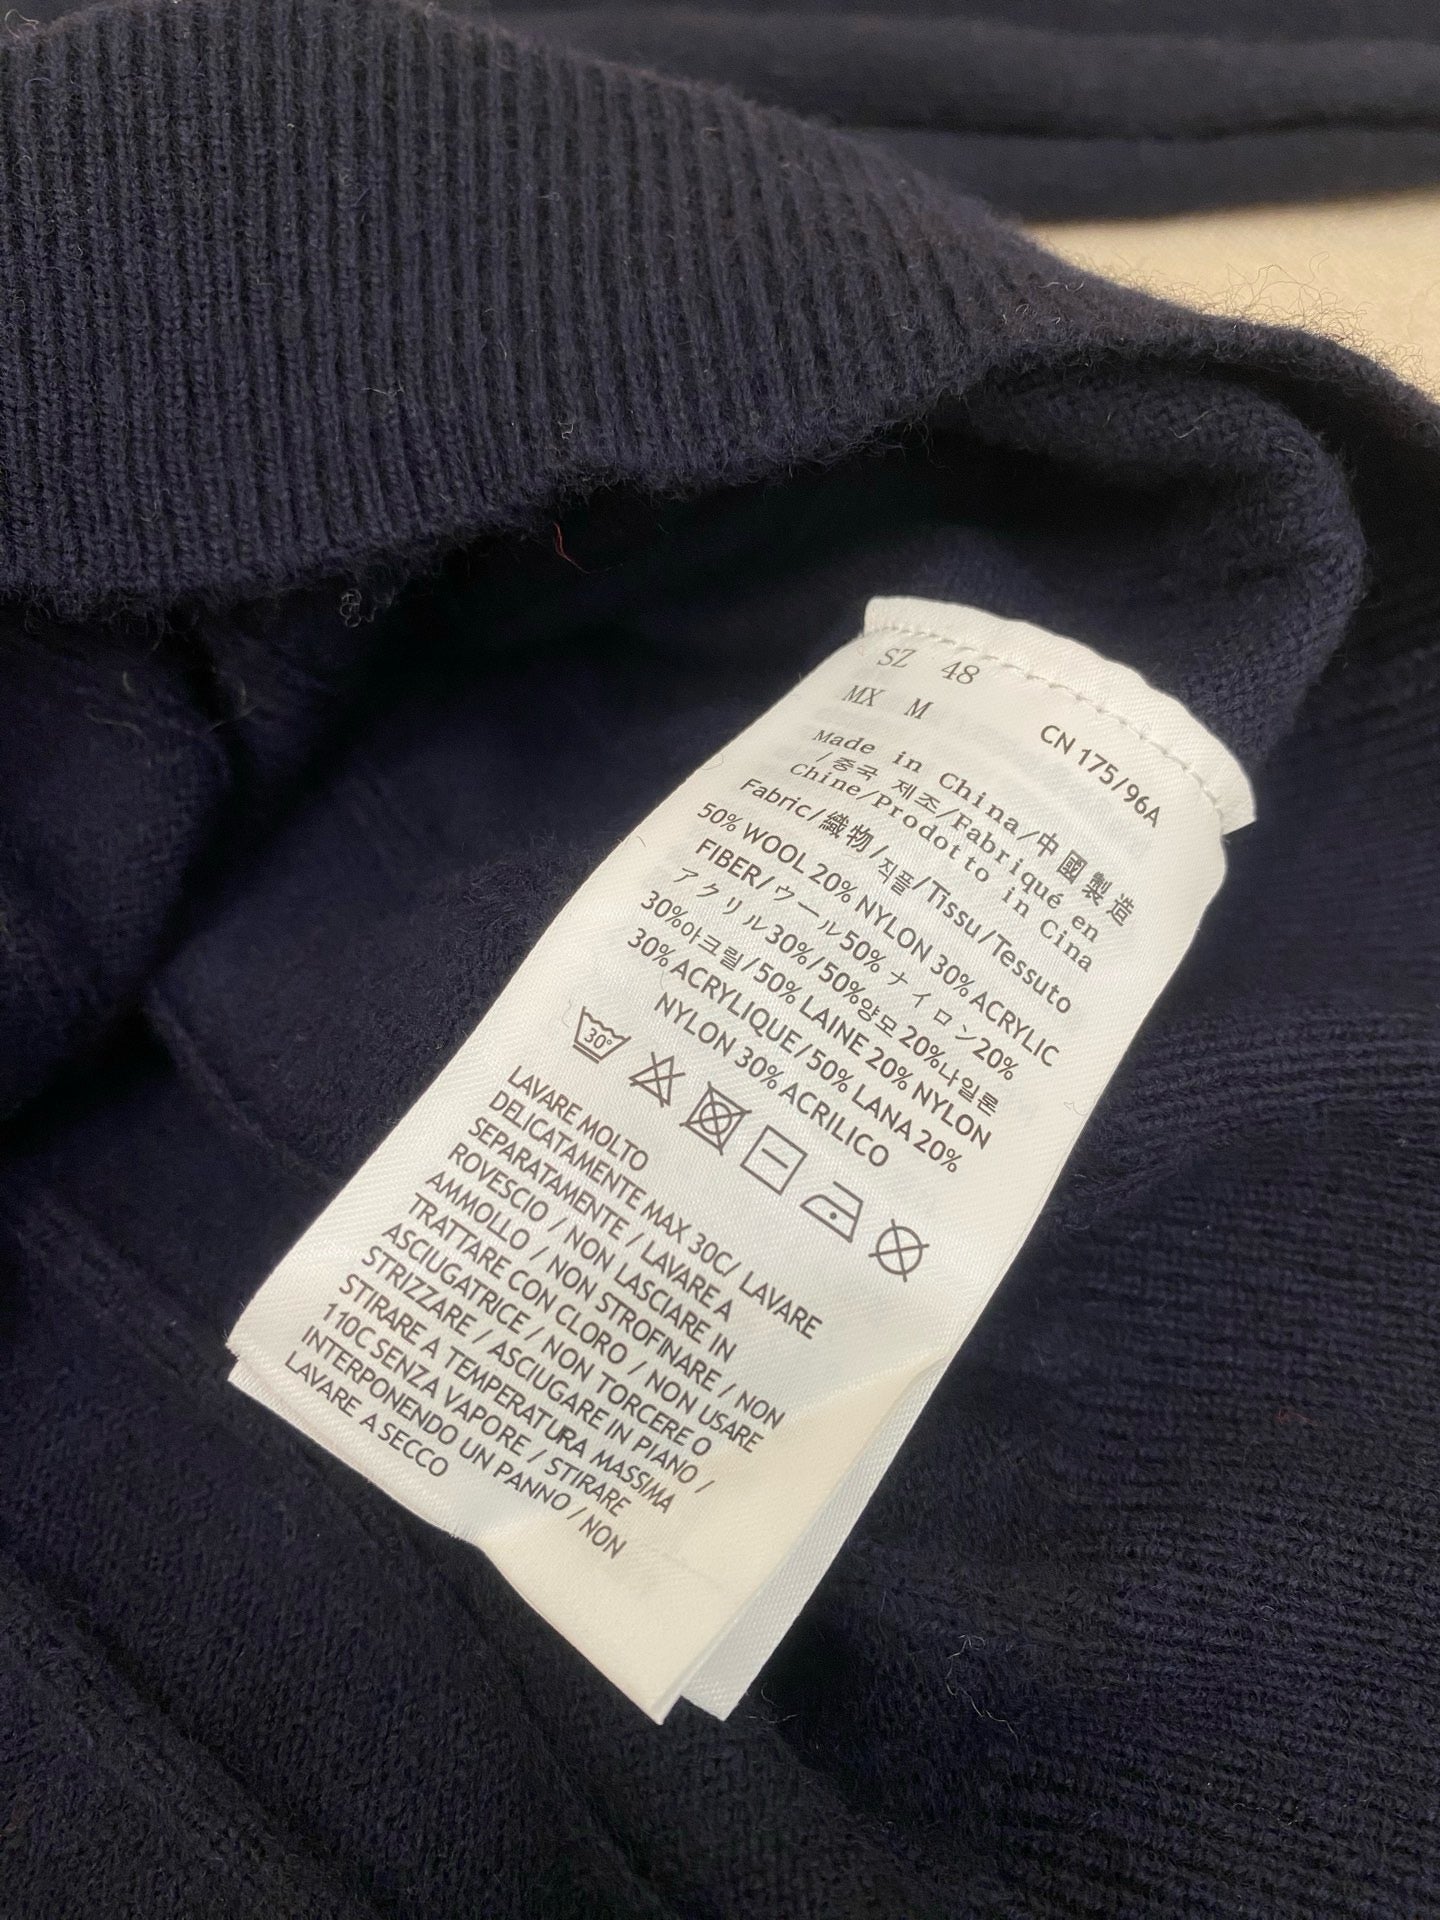 SZ 48
MX M
CN 175/96A
Made in China/中國製造
/중국 제조/Fabriqué en
Chine/Prodotto in Cina
Fabric/織物/직플/Tissu/Tessuto
50% WOOL 20% NYLON 30% ACRYLIC
FIBER/ウール50% ナイロン20%
アクリル30%/50%양모 20%나일론
30%아크릴/50% LAINE 20% NYLON
30% ACRYLIQUE/50% LANA 20%
NYLON 30% ACRILICO
30°
LAVARE MOLTO
DELICATAMENTE MAX 30C/ LAVARE
SEPARATAMENTE / LAVARE A
ROVESCIO / NON LASCIARE IN
AMMOLLO / NON STROFINARE / NON
TRATTARE CON CLORO / NON USARE
ASCIUGATRICE / NON TORCERE O
STRIZZARE / ASCIUGARE IN PIANO /
STIRARE A TEMPERATURA MASSIMA
110C SENZA VAPORE / STIRARE
INTERPONENDO UN PANNO / NON
LAVARE A SECCO